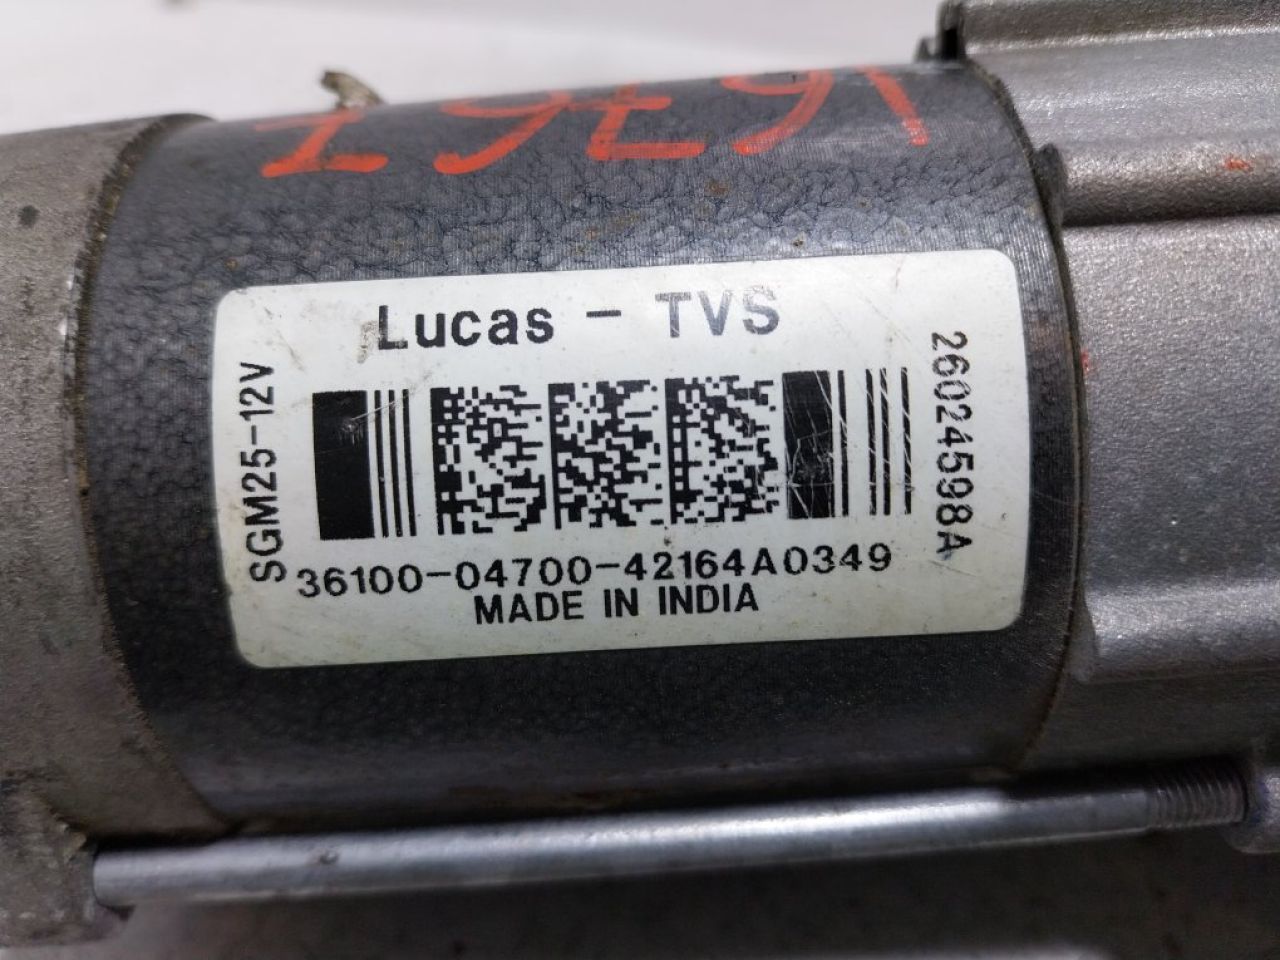 Lucas - TVS
SGM25-12V
26024598A
36100-04700-42164A0349
MADE IN INDIA